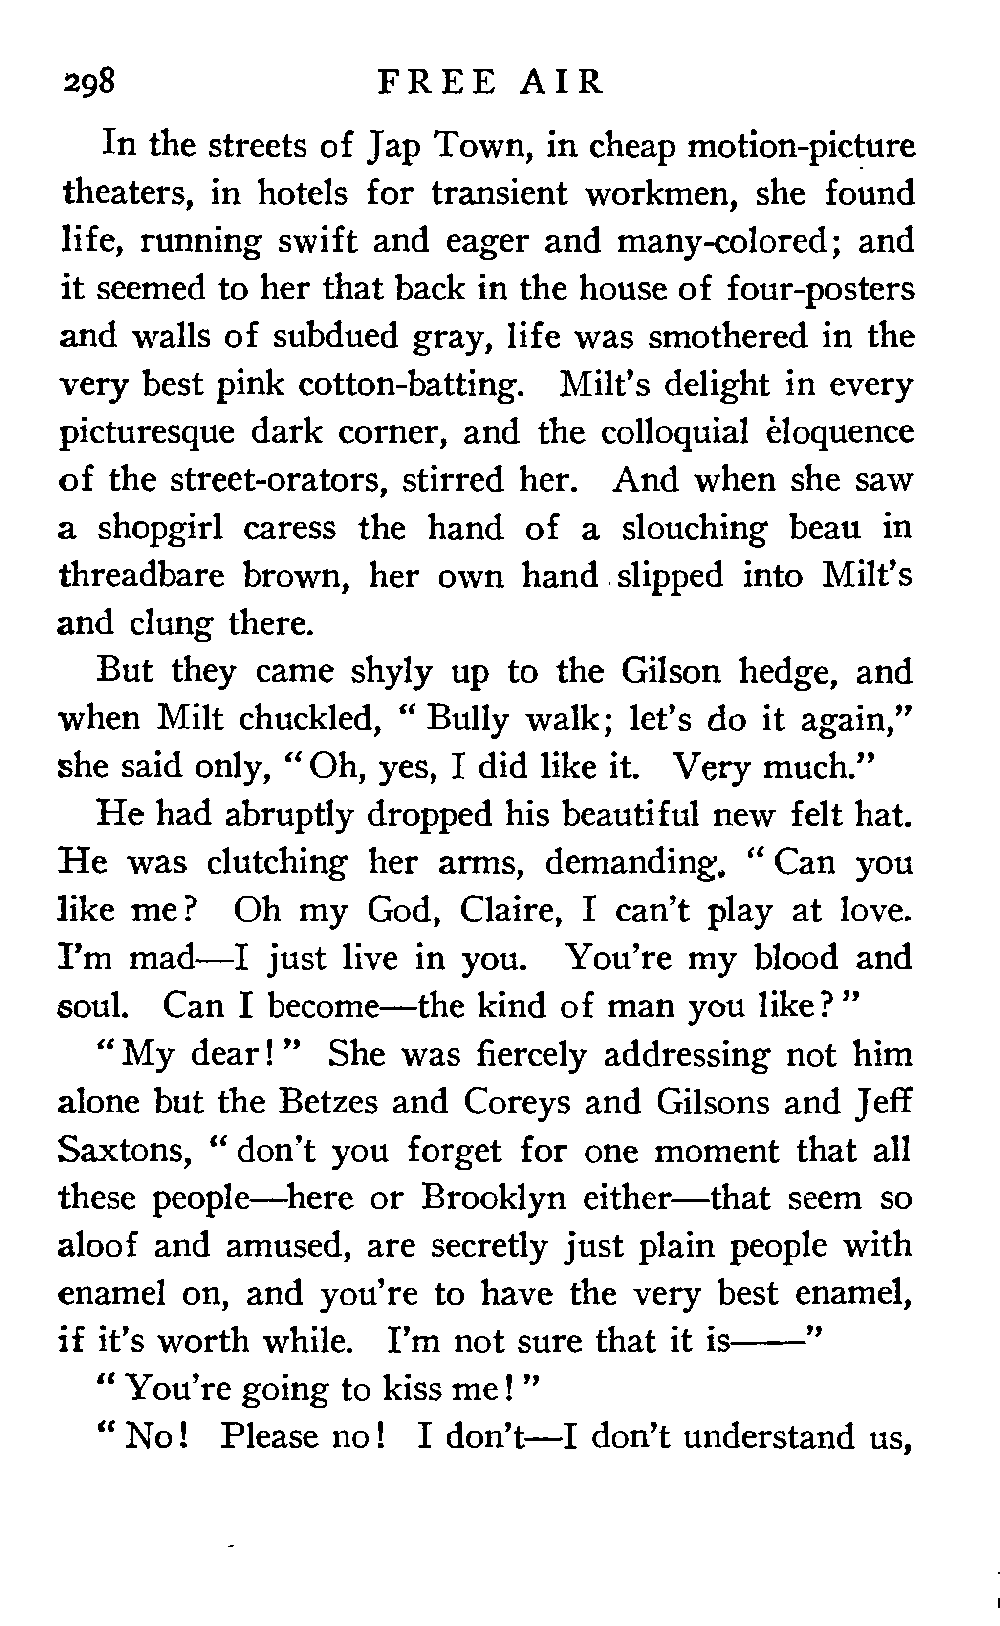 298 FREE AIR
In the streets of Jap Town, in cheap motion-picture
theaters, in hotels for transient workmen, she found
life, running swift and eager and many-colored; and
it seemed to her that back in the house of four-posters
and walls of subdued gray, life was smothered in the
very best pink cotton-batting. Milt's delight in every
picturesque dark corner, and the colloquial eloquence
of the street-orators, stirred her. And when she saw
a shopgirl caress the hand of a slouching beau in
threadbare brown, her own hand slipped into Milt's
and clung there.
But they came shyly up to the Gilson hedge, and
when Milt chuckled, "Bully walk; let's do it again,"
she said only, "Oh, yes, I did like it. Very much."
He had abruptly dropped his beautiful new felt hat.
He was clutching her arms, demanding. "Can you
like me? Oh my God, Claire, I can't play at love.
I'm mad—I just live in you. You're my blood and
soul. Can I become—the kind of man you like?"
"My dear!" She was fiercely addressing not him
alone but the Betzes and Coreys and Gilsons and Jeff
Saxtons, "don't you forget for one moment that all
these people—here or Brooklyn either—that seem so
aloof and amused, are secretly just plain people with
enamel on, and you're to have the very best enamel,
if it's worth while. I'm not sure that it is——"
"You're going to kiss me!"
"No! Please no! I don't—I don't understand us,